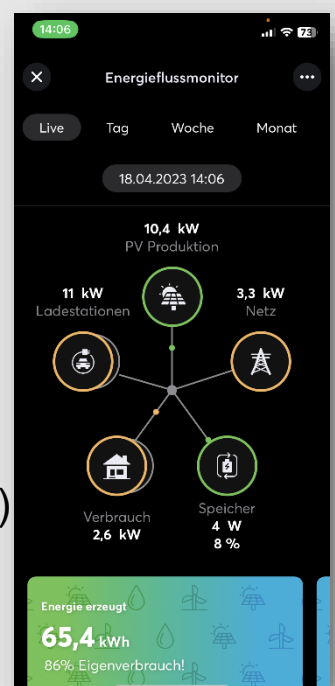 14:06
73
Energieflussmonitor
Live Tag Woche Monat
18.04.2023 14:06
10,4 kW
PV Produktion
11 kW
Ladestationen
3,3 kW
Netz
Verbrauch
2,6 kW
Speicher
4 W
8 %
)
Energie erzeugt
65,4 kWh
86% Eigenverbrauch!